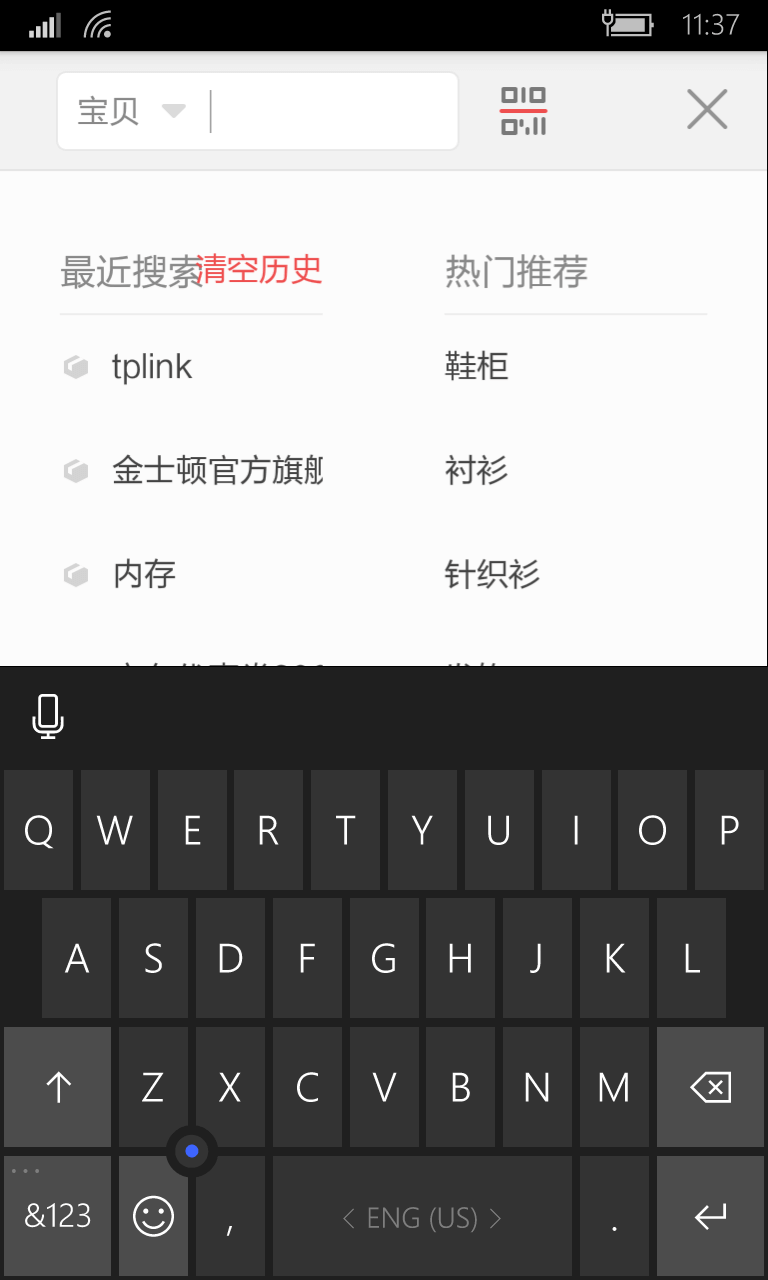 11:37
宝贝
最近搜索 清空历史
热门推荐
tplink
鞋柜
金士顿官方旗舰
衬衫
内存
针织衫
Q W E R T Y U I O P
A S D F G H J K L
Z X C V B N M
&123 , < ENG (US) > .